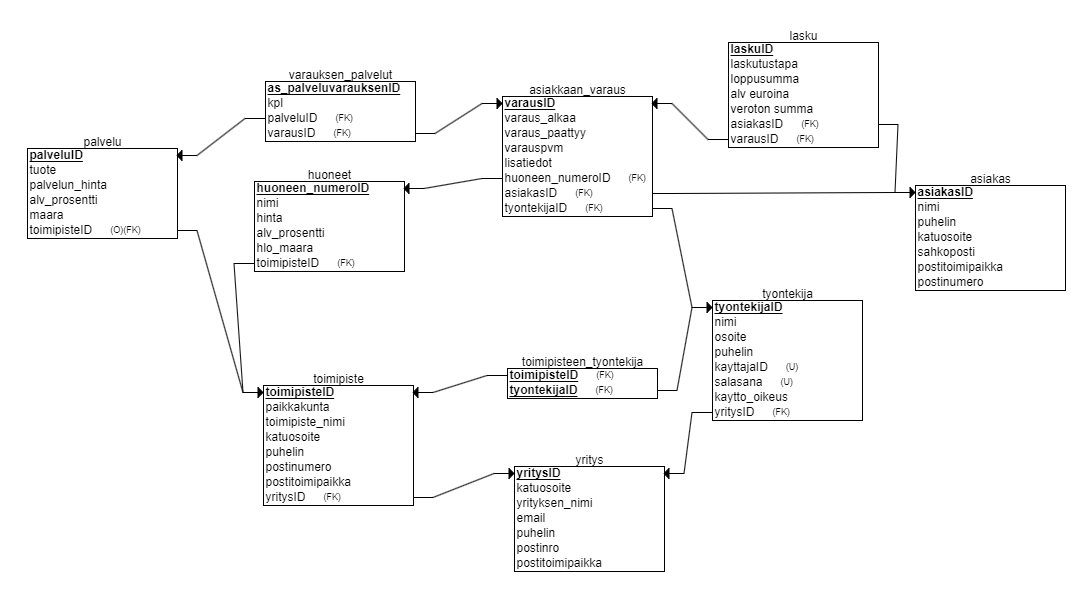 lasku
laskuID
laskutustapa
loppusumma
alv euroina
veroton summa
asiakasID (FK)
varausID (FK)
varauksen_palvelut
as_palveluvarauksenID
kpl
palveluID (FK)
varausID (FK)
asiakkaan_varaus
varausID
varaus_alkaa
varaus_paattyy
varauspvm
lisatiedot
huoneen_numeroID (FK)
asiakasID (FK)
tyontekijaID (FK)
palvelu
palveluID
tuote
palvelun_hinta
alv_prosentti
maara
toimipisteID (O)(FK)
huoneet
huoneen_numeroID
nimi
hinta
alv_prosentti
hlo_maara
toimipisteID (FK)
asiakas
asiakasID
nimi
puhelin
katuosoite
sahkoposti
postitoimipaikka
postinumero
tyontekija
tyontekijaID
nimi
osoite
puhelin
kayttajaID (U)
salasana (U)
kaytto_oikeus
yritysID (FK)
toimipisteen_tyontekija
toimipisteID (FK)
tyontekijaID (FK)
toimipiste
toimipisteID
paikkakunta
toimipiste_nimi
katuosoite
puhelin
postinumero
postitoimipaikka
yritysID (FK)
yritys
yritysID
katuosoite
yrityksen_nimi
email
puhelin
postinro
postitoimipaikka